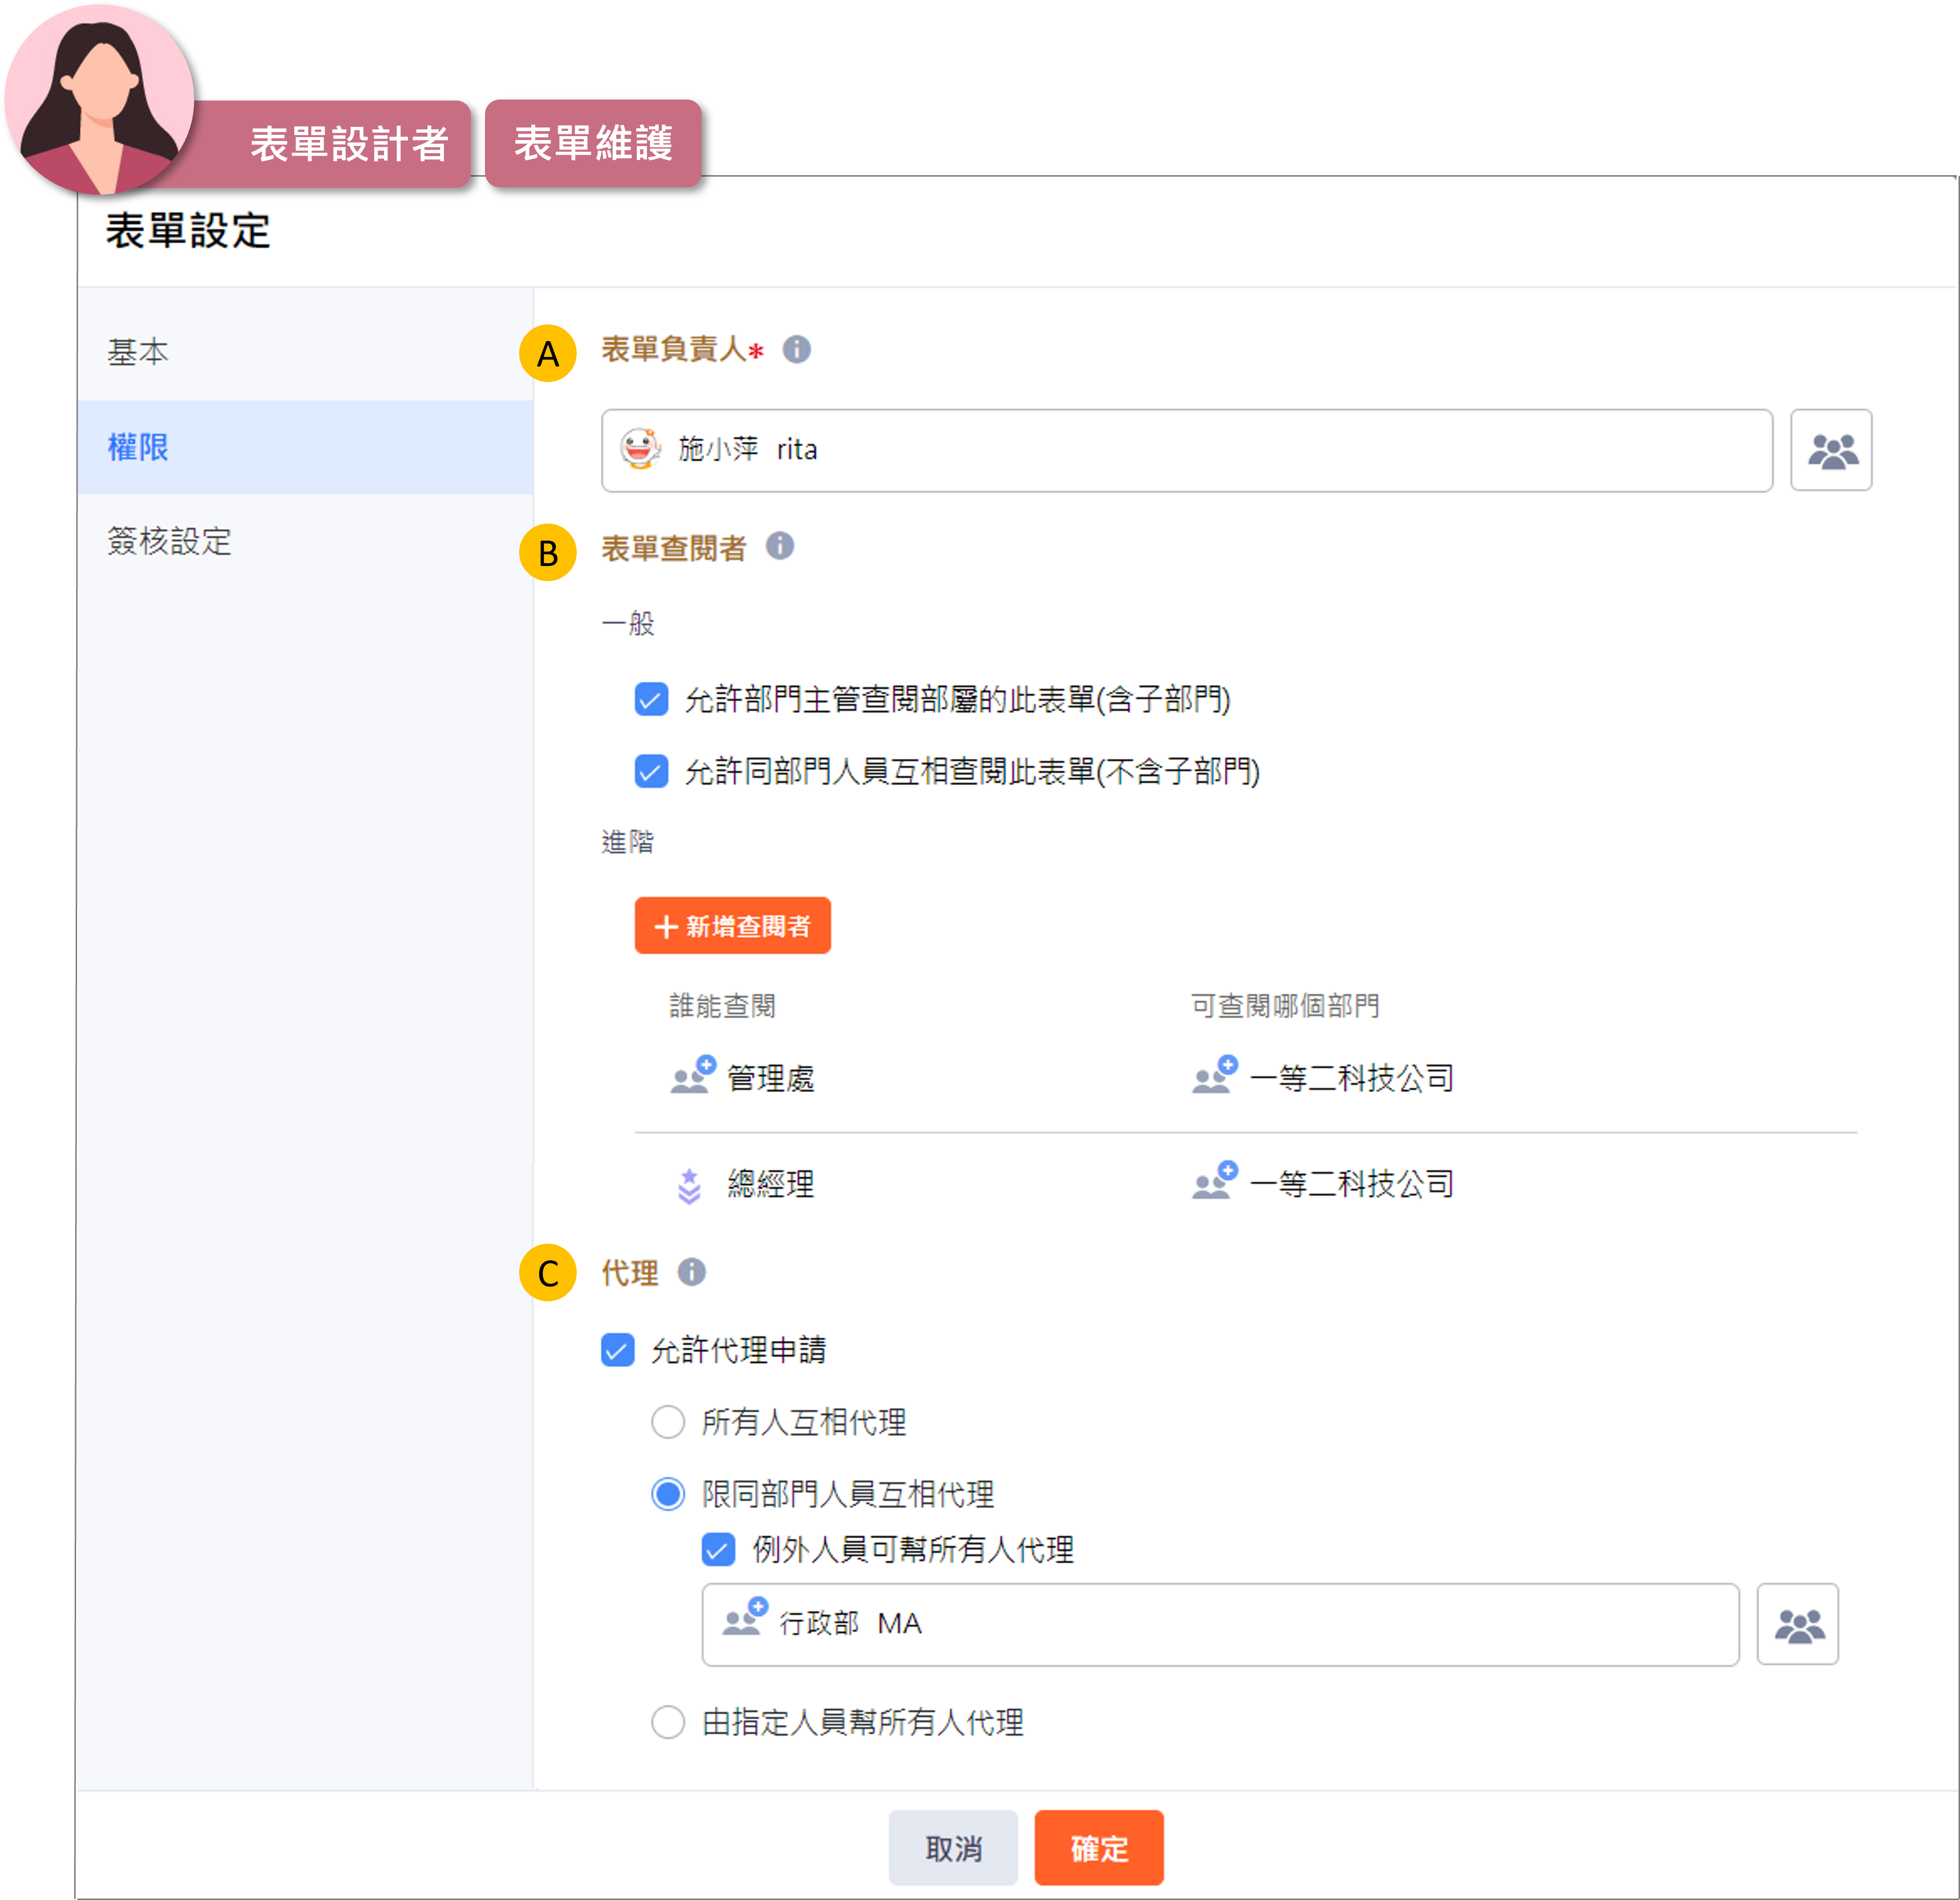 表單設計者 表單維護
表單設定
基本
權限
簽核設定
A 表單負責人*
施小萍 rita
B 表單查閱者
一般
允許部門主管查閱部屬的此表單(含子部門)
允許同部門人員互相查閱此表單(不含子部門)
進階
+ 新增查閱者
誰能查閱 可查閱哪個部門
管理處 一等二科技公司
總經理 一等二科技公司
C 代理
允許代理申請
所有人互相代理
限同部門人員互相代理
例外人員可幫所有人代理
行政部 MA
由指定人員幫所有人代理
取消 確定